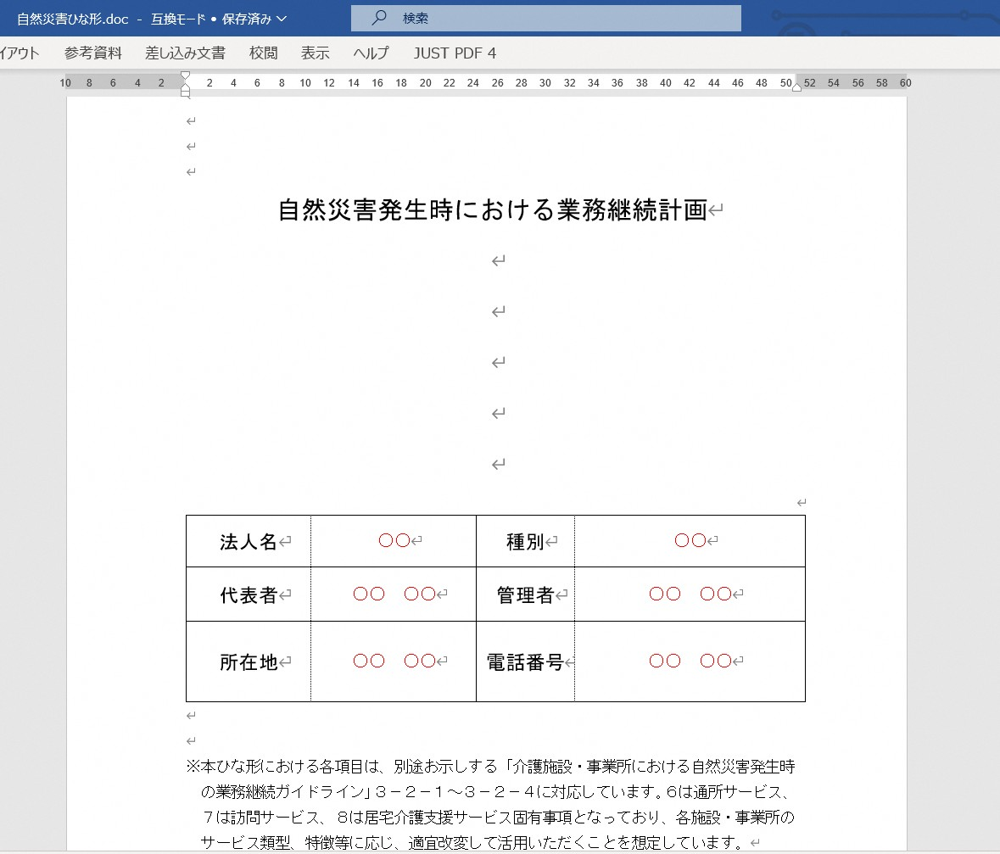 自然災害ひな形.doc - 互換モード • 保存済み
検索
イアウト 参考資料 差し込み文書 校閲 表示 ヘルプ JUST PDF 4
10 8 6 4 2 2 4 6 8 10 12 14 16 18 20 22 24 26 28 30 32 34 36 38 40 42 44 46 48 50 52 54 56 58 60
自然災害発生時における業務継続計画
法人名 〇〇 種別 〇〇
代表者 〇〇 〇〇 管理者 〇〇 〇〇
所在地 〇〇 〇〇 電話番号 〇〇 〇〇
※本ひな形における各項目は、別途お示しする「介護施設・事業所における自然災害発生時
の業務継続ガイドライン」３－２－１～３－２－４に対応しています。６は通所サービス、
７は訪問サービス、８は居宅介護支援サービス固有事項となっており、各施設・事業所の
サービス類型、特徴等に応じ、適宜改変して活用いただくことを想定しています。